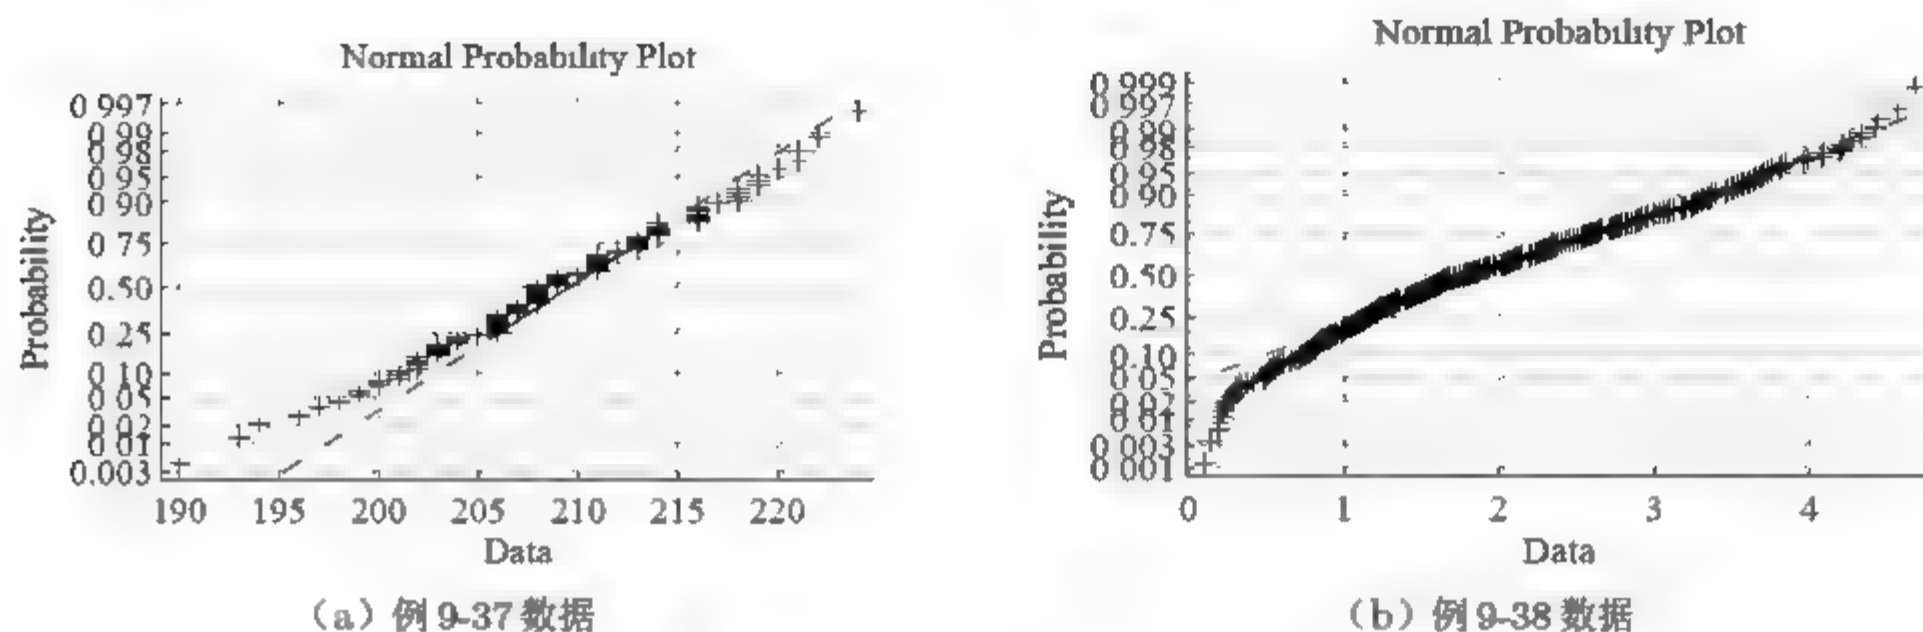 Normal Probability Plot
0 997
0 99
0 98
0 95
0 90
0 75
0 50
0 25
0 10
0 05
0 02
0 01
0.003
Probability
190 195 200 205 210 215 220
Data
(a)例 9-37 数据
Normal Probability Plot
0 999
0 997
0 99
0 98
0 95
0 90
0.75
0.50
0.25
0.10
0 05
0 02
0 01
0 003
0 001
Probability
0 1 2 3 4
Data
(b)例 9-38 数据